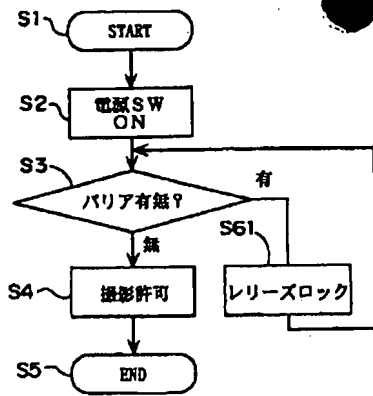 S1
START
S2
電源SW
ON
S3
バリア有無?
有
無
S61
レリーズロック
S4
撮影許可
S5
END